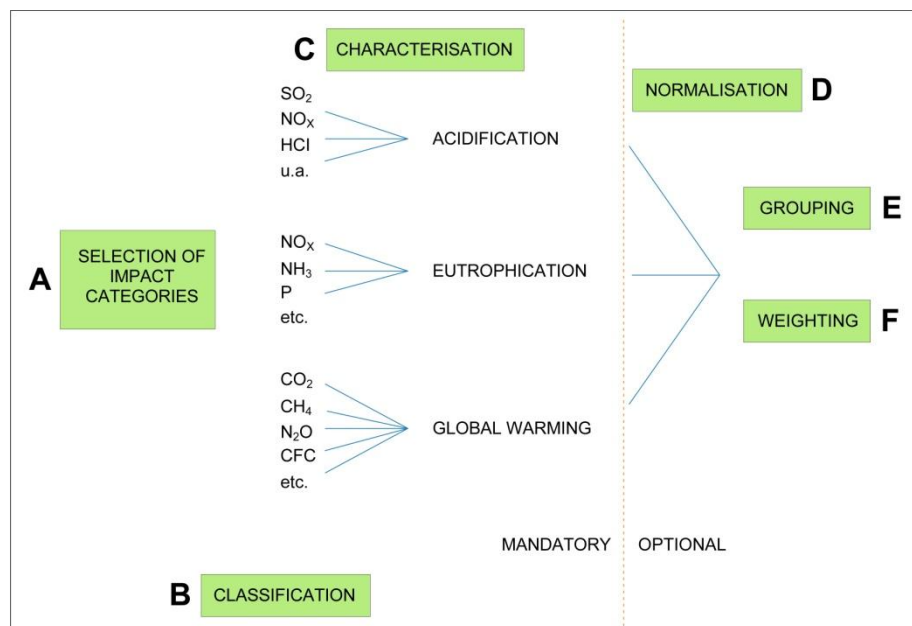 C CHARACTERISATION
SO₂
NOₓ
HCI
u.a.
ACIDIFICATION
NORMALISATION D
A SELECTION OF
IMPACT
CATEGORIES
NOₓ
NH₃
P
etc.
EUTROPHICATION
GROUPING E
WEIGHTING F
CO₂
CH₄
N₂O
CFC
etc.
GLOBAL WARMING
MANDATORY OPTIONAL
B CLASSIFICATION